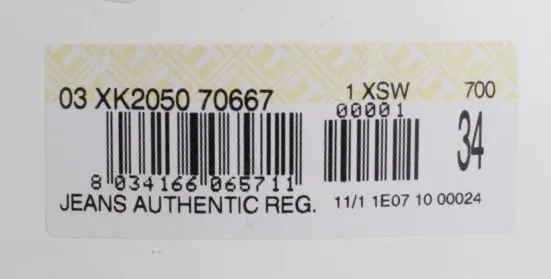 03 XK2050 70667 1 XSW 700
00001
34
8 034166 065711
JEANS AUTHENTIC REG. 11/1 1E07 10 00024